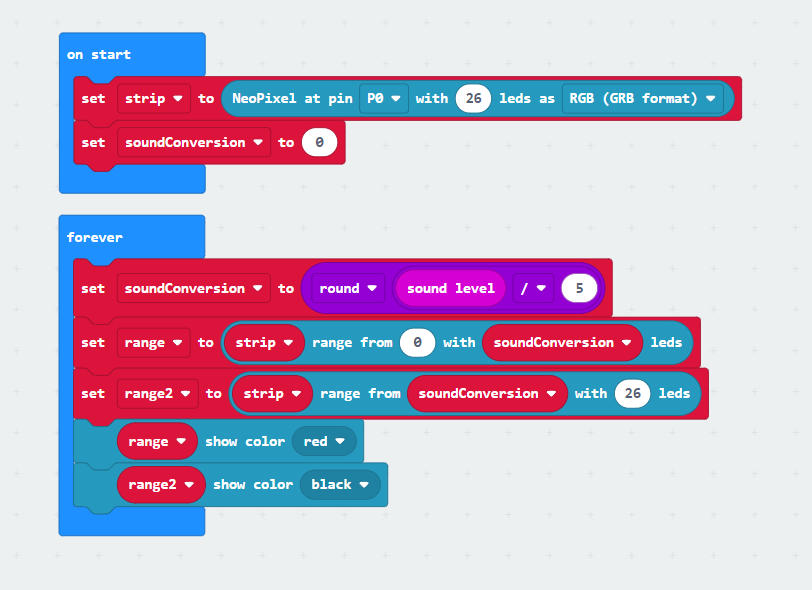 on start
set strip to NeoPixel at pin P0 with 26 leds as RGB (GRB format)
set soundConversion to 0
forever
set soundConversion to round sound level / 5
set range to strip range from 0 with soundConversion leds
set range2 to strip range from soundConversion with 26 leds
range show color red
range2 show color black